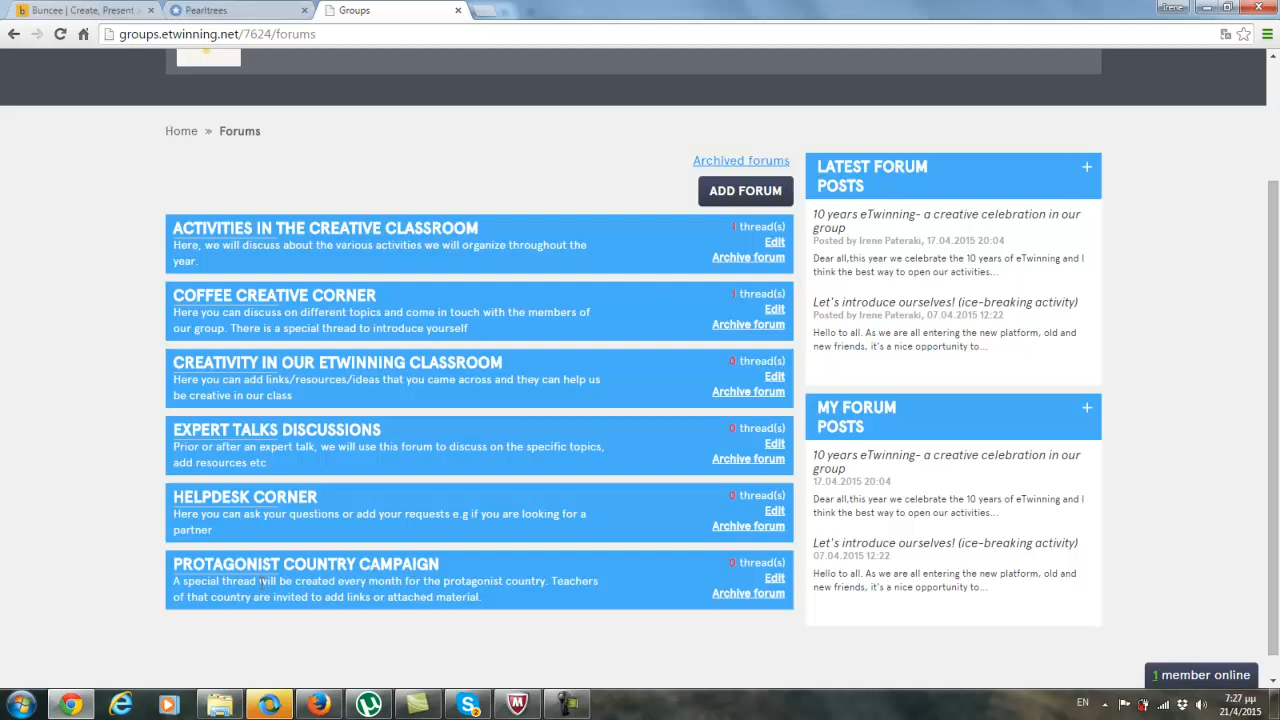 Buncee | Create, Present
Pearltrees
Groups
Irene
groups.etwinning.net/7624/forums
Home » Forums
Archived forums
ADD FORUM
ACTIVITIES IN THE CREATIVE CLASSROOM
Here, we will discuss about the various activities we will organize throughout the
year.
1 thread(s)
Edit
Archive forum
COFFEE CREATIVE CORNER
Here you can discuss on different topics and come in touch with the members of
our group. There is a special thread to introduce yourself
1 thread(s)
Edit
Archive forum
CREATIVITY IN OUR ETWINNING CLASSROOM
Here you can add links/resources/ideas that you came across and they can help us
be creative in our class
0 thread(s)
Edit
Archive forum
EXPERT TALKS DISCUSSIONS
Prior or after an expert talk, we will use this forum to discuss on the specific topics,
add resources etc
0 thread(s)
Edit
Archive forum
HELPDESK CORNER
Here you can ask your questions or add your requests e.g if you are looking for a
partner
0 thread(s)
Edit
Archive forum
PROTAGONIST COUNTRY CAMPAIGN
A special thread will be created every month for the protagonist country. Teachers
of that country are invited to add links or attached material.
0 thread(s)
Edit
Archive forum
LATEST FORUM
POSTS
+
10 years eTwinning- a creative celebration in our
group
Posted by Irene Pateraki, 17.04.2015 20:04
Dear all,this year we celebrate the 10 years of eTwinning and I
think the best way to open our activities...
Let's introduce ourselves! (ice-breaking activity)
Posted by Irene Pateraki, 07.04.2015 12:22
Hello to all. As we are all entering the new platform, old and
new friends, it's a nice opportunity to...
MY FORUM
POSTS
+
10 years eTwinning- a creative celebration in our
group
17.04.2015 20:04
Dear all,this year we celebrate the 10 years of eTwinning and I
think the best way to open our activities...
Let's introduce ourselves! (ice-breaking activity)
07.04.2015 12:22
Hello to all. As we are all entering the new platform, old and
new friends, it's a nice opportunity to...
1 member online
EN
7:27 μμ
21/4/2015